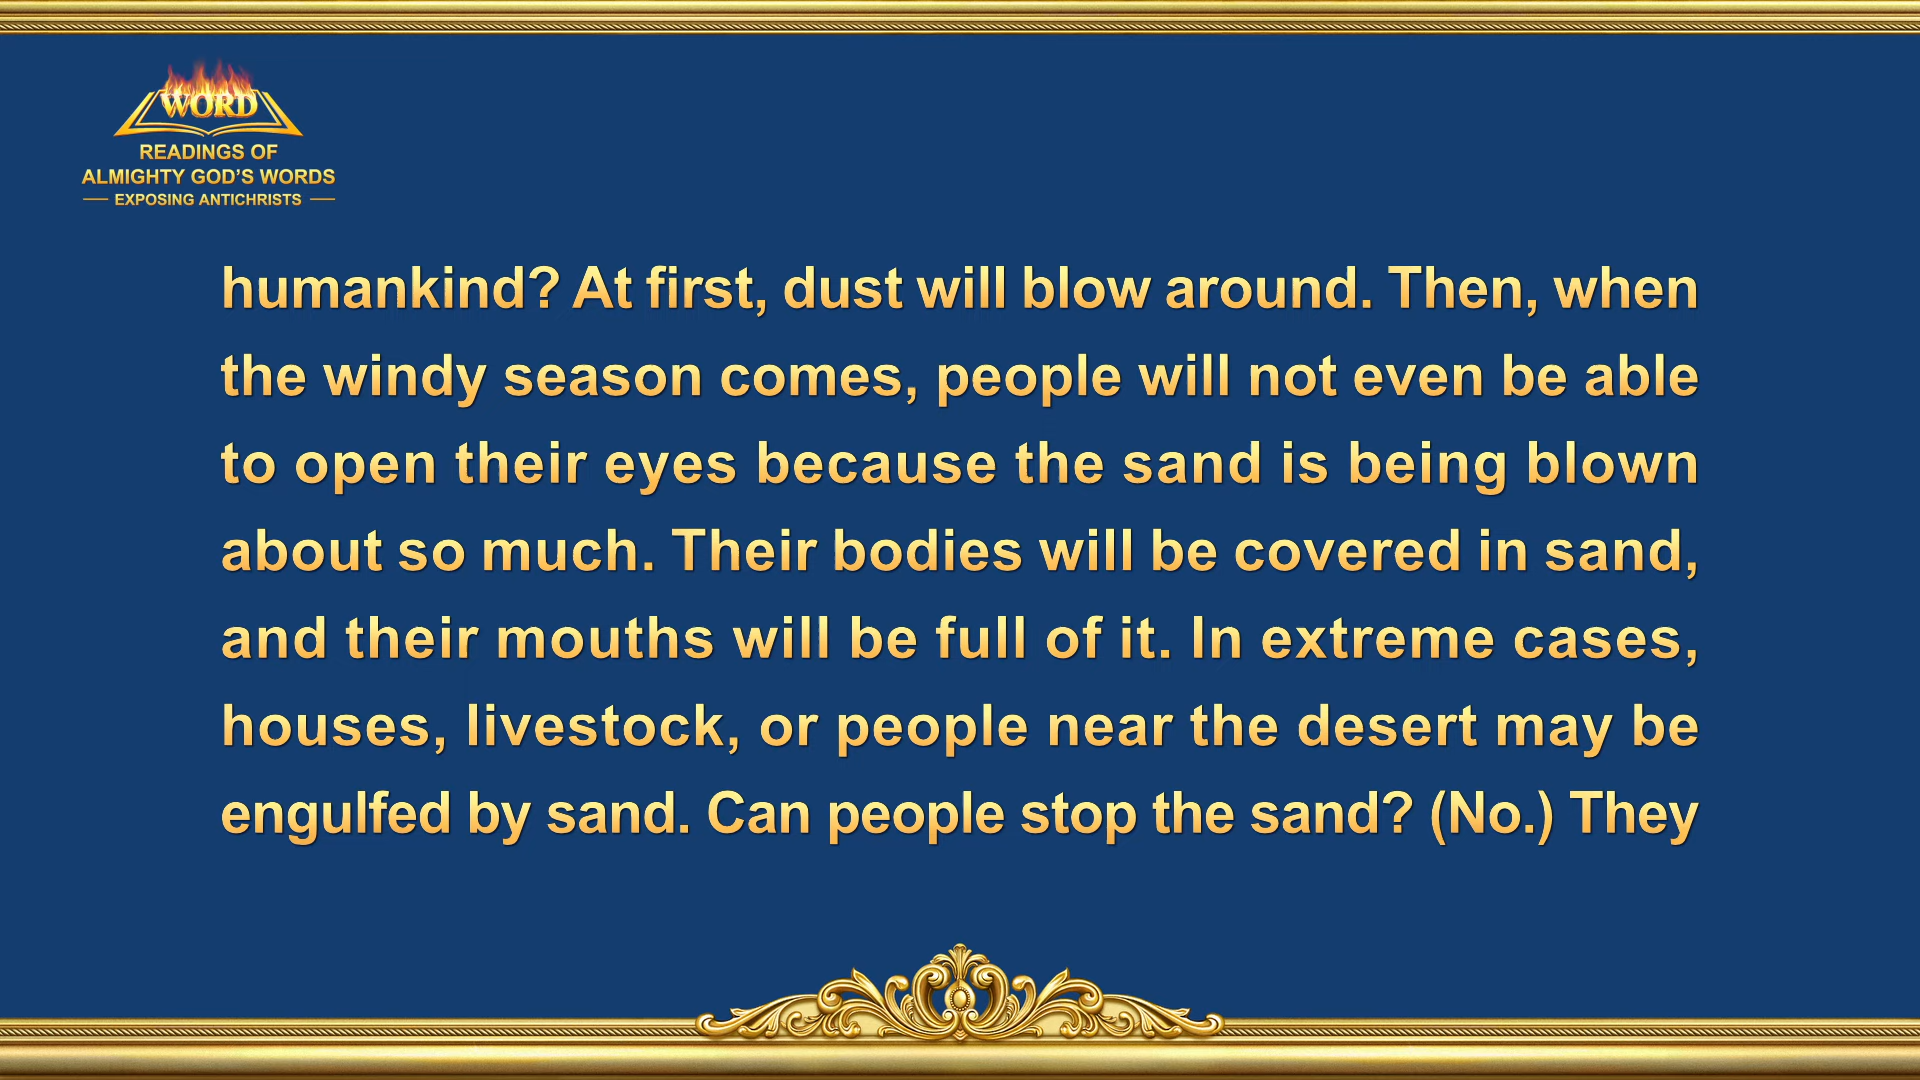 WORD
READINGS OF
ALMIGHTY GOD'S WORDS
EXPOSING ANTICHRISTS
humankind? At first, dust will blow around. Then, when
the windy season comes, people will not even be able
to open their eyes because the sand is being blown
about so much. Their bodies will be covered in sand,
and their mouths will be full of it. In extreme cases,
houses, livestock, or people near the desert may be
engulfed by sand. Can people stop the sand? (No.) They